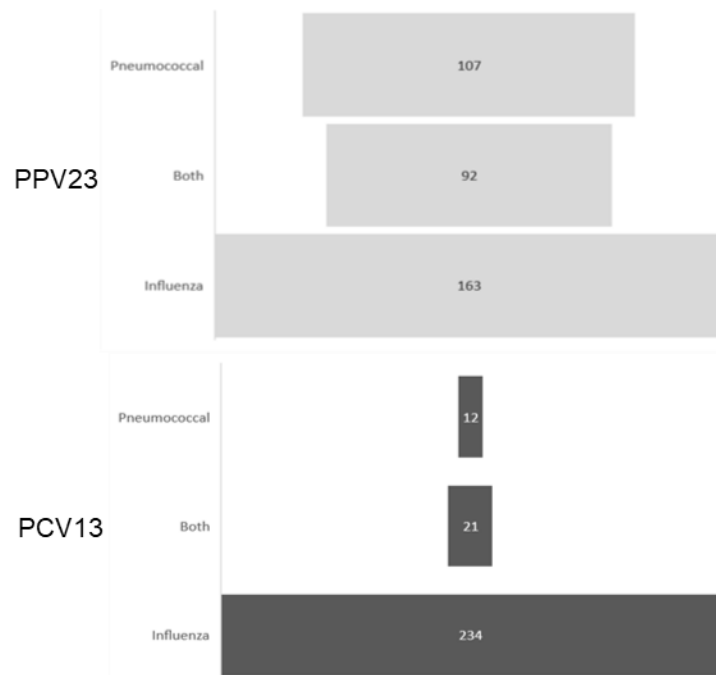 Pneumococcal
107
PPV23
Both
92
Influenza
163
Pneumococcal
12
PCV13
Both
21
Influenza
234